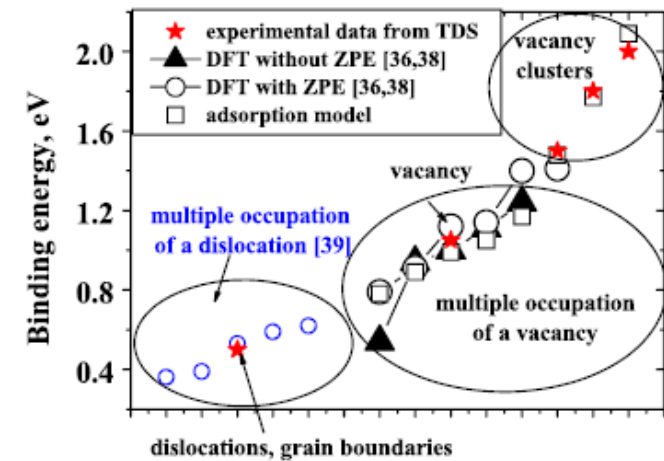 experimental data from TDS
DFT without ZPE [36,38]
DFT with ZPE [36,38]
adsorption model
vacancy
clusters
vacancy
multiple occupation
of a dislocation [39]
multiple occupation
of a vacancy
dislocations, grain boundaries
Binding energy, eV
2.0
1.6
1.2
0.8
0.4